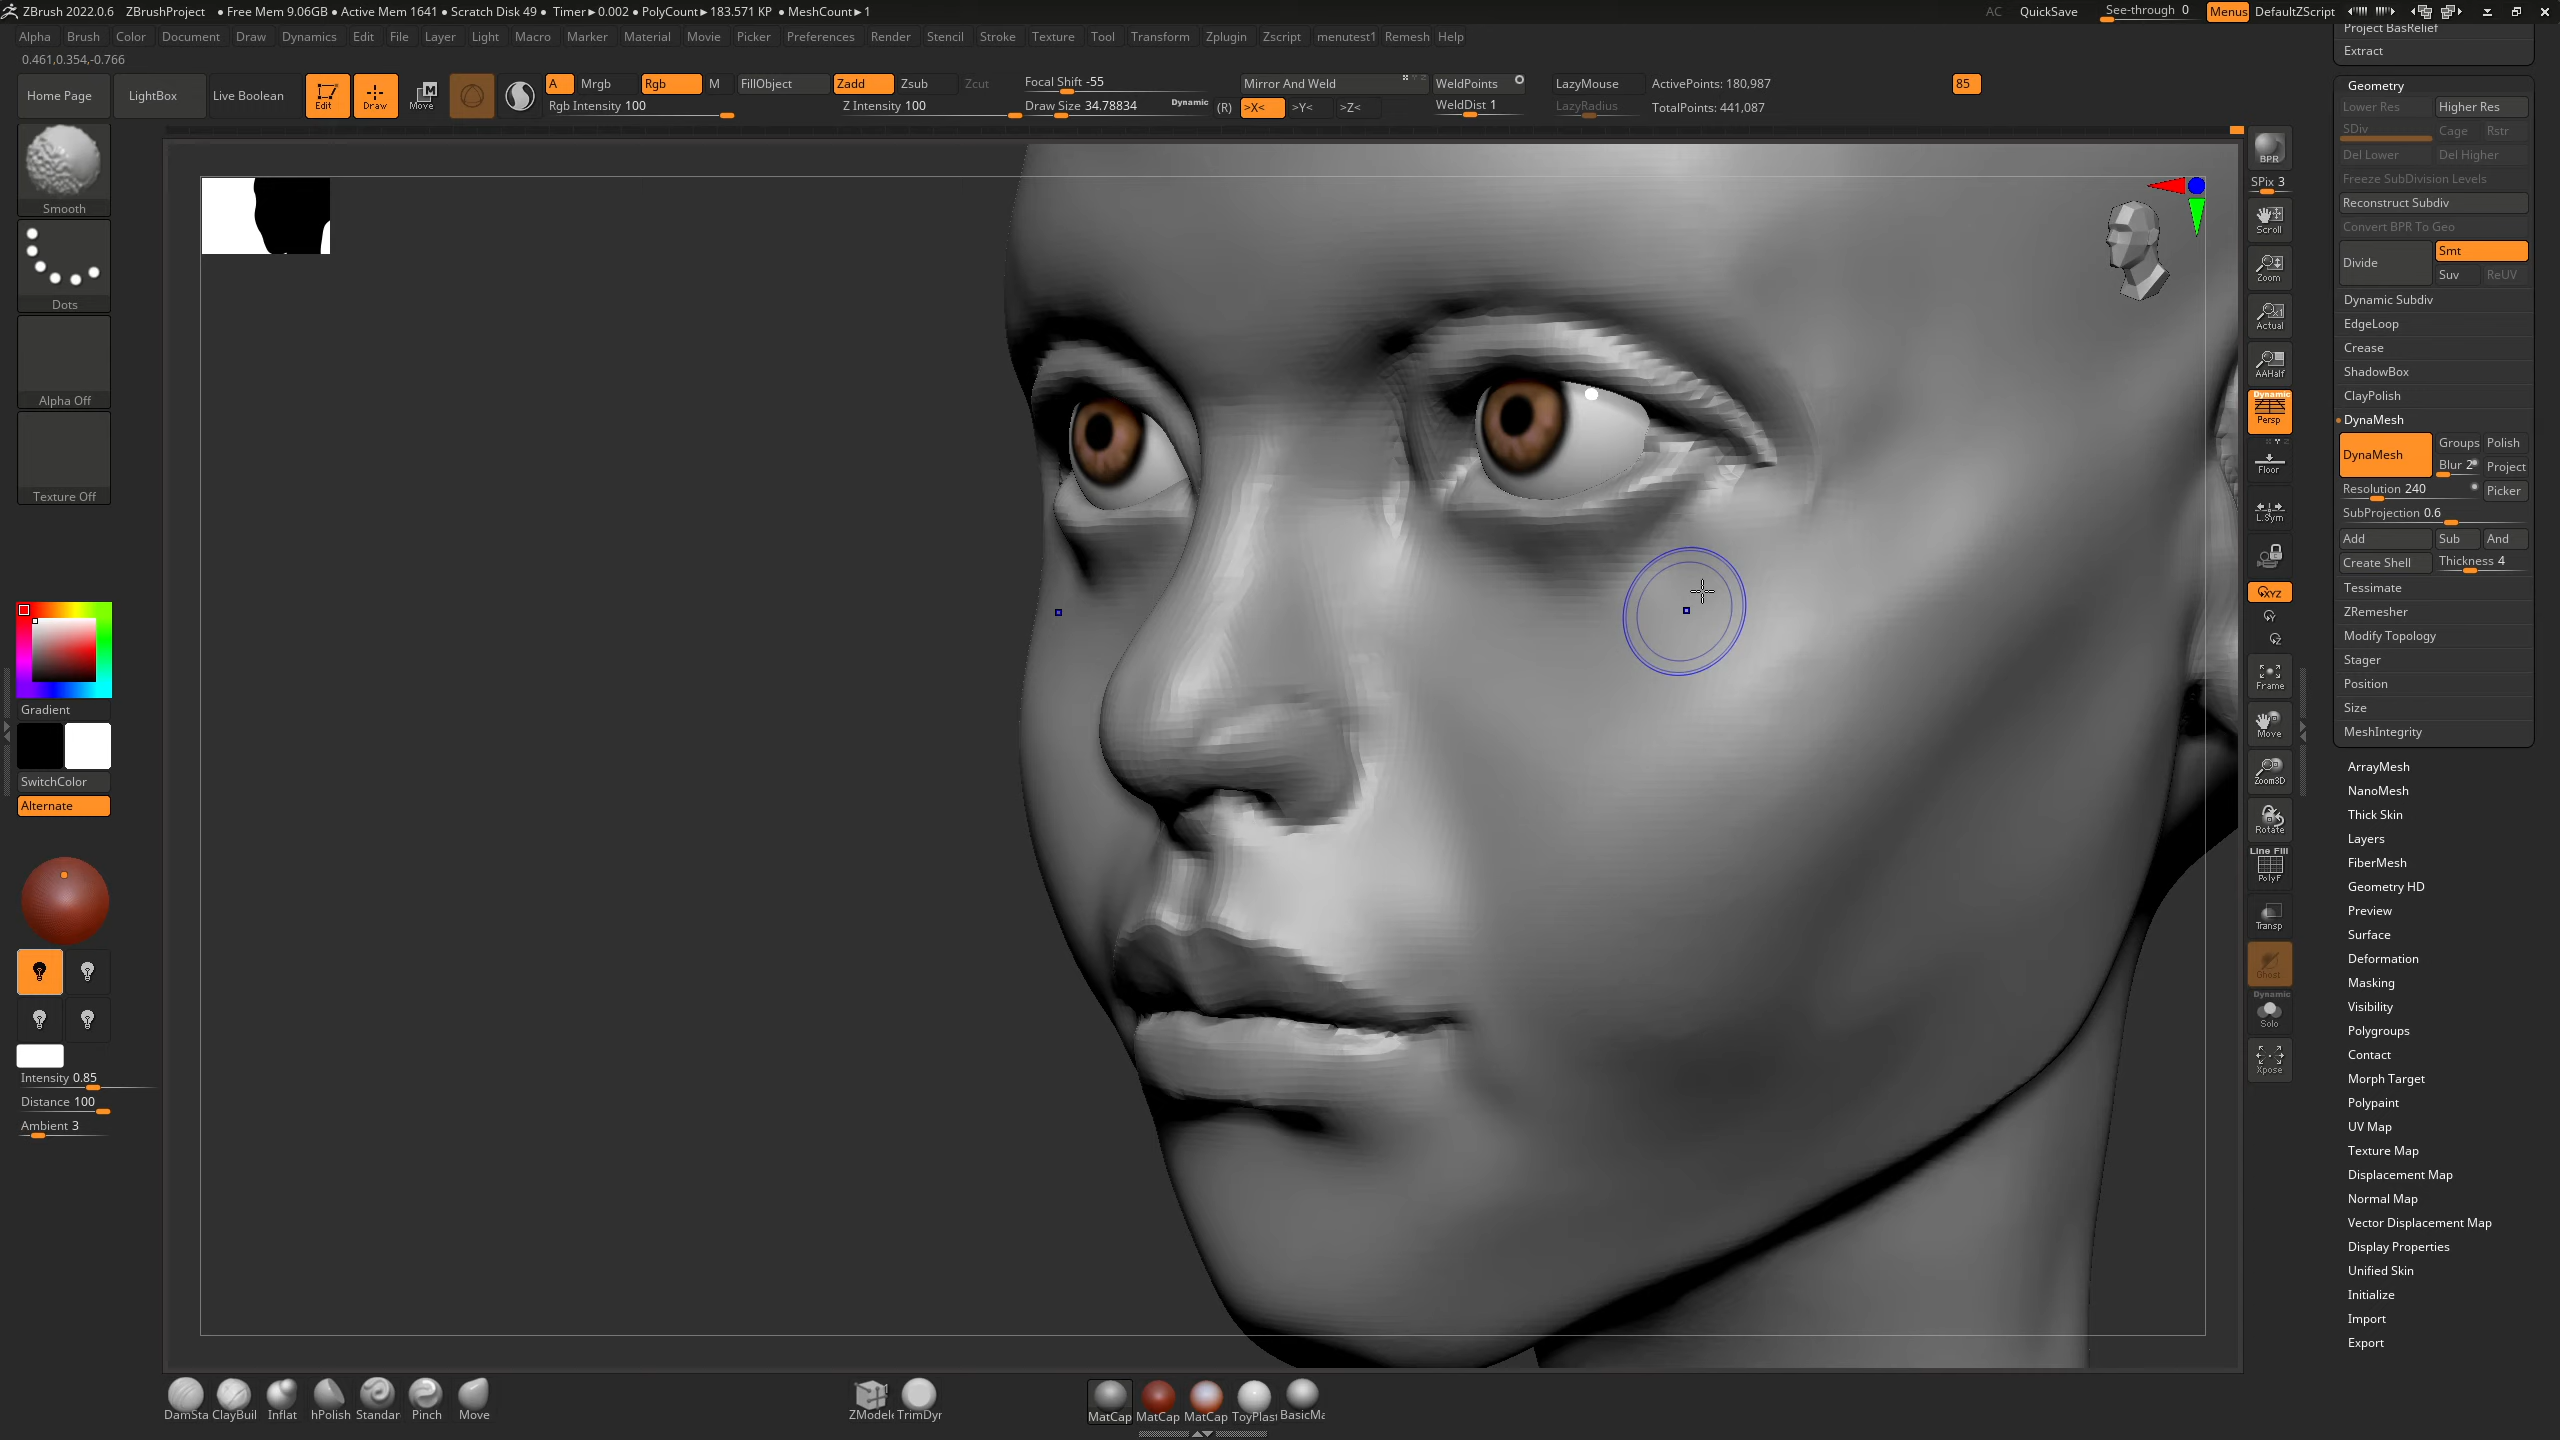 ZBrush 2022.0.6 ZBrushProject • Free Mem 9.06GB • Active Mem 1641 • Scratch Disk 49 • Timer▸0.002 • PolyCount▸183.571 KP • MeshCount▸1 AC QuickSave See-through 0 Menus DefaultZScript
Alpha Brush Color Document Draw Dynamics Edit File Layer Light Macro Marker Material Movie Picker Preferences Render Stencil Stroke Texture Tool Transform Zplugin Zscript menutest1 Remesh Help
0.461,0.354,-0.766
Home Page LightBox Live Boolean Edit Draw Move
A Mrgb Rgb M FillObject Zadd Zsub Zcut Focal Shift -55 Mirror And Weld WeldPoints LazyMouse ActivePoints: 180,987 85
Rgb Intensity 100 Z Intensity 100 Draw Size 34.78834 Dynamic (R) >X< >Y< >Z< WeldDist 1 LazyRadius TotalPoints: 441,087
Smooth
Dots
Alpha Off
Texture Off
Gradient
SwitchColor
Alternate
Intensity 0.85
Distance 100
Ambient 3
BPR
SPix 3
Scroll
Zoom
Actual
AAHalf
Dynamic
Persp
Floor
L.Sym
XYZ
Y
Z
Frame
Move
Zoom3D
Rotate
Line Fill
PolyF
Transp
Ghost
Dynamic
Solo
Xpose
Project BasRelief
Extract
Geometry
Lower Res Higher Res
SDiv Cage Rstr
Del Lower Del Higher
Freeze SubDivision Levels
Reconstruct Subdiv
Convert BPR To Geo
Divide Smt
Suv ReUV
Dynamic Subdiv
EdgeLoop
Crease
ShadowBox
ClayPolish
DynaMesh
DynaMesh Groups Polish
Blur 2 Project
Resolution 240 Picker
SubProjection 0.6
Add Sub And
Create Shell Thickness 4
Tessimate
ZRemesher
Modify Topology
Stager
Position
Size
MeshIntegrity
ArrayMesh
NanoMesh
Thick Skin
Layers
FiberMesh
Geometry HD
Preview
Surface
Deformation
Masking
Visibility
Polygroups
Contact
Morph Target
Polypaint
UV Map
Texture Map
Displacement Map
Normal Map
Vector Displacement Map
Display Properties
Unified Skin
Initialize
Import
Export
DamSta ClayBuil Inflat hPolish Standar Pinch Move ZModele TrimDyr MatCap MatCap MatCap ToyPlast BasicMa